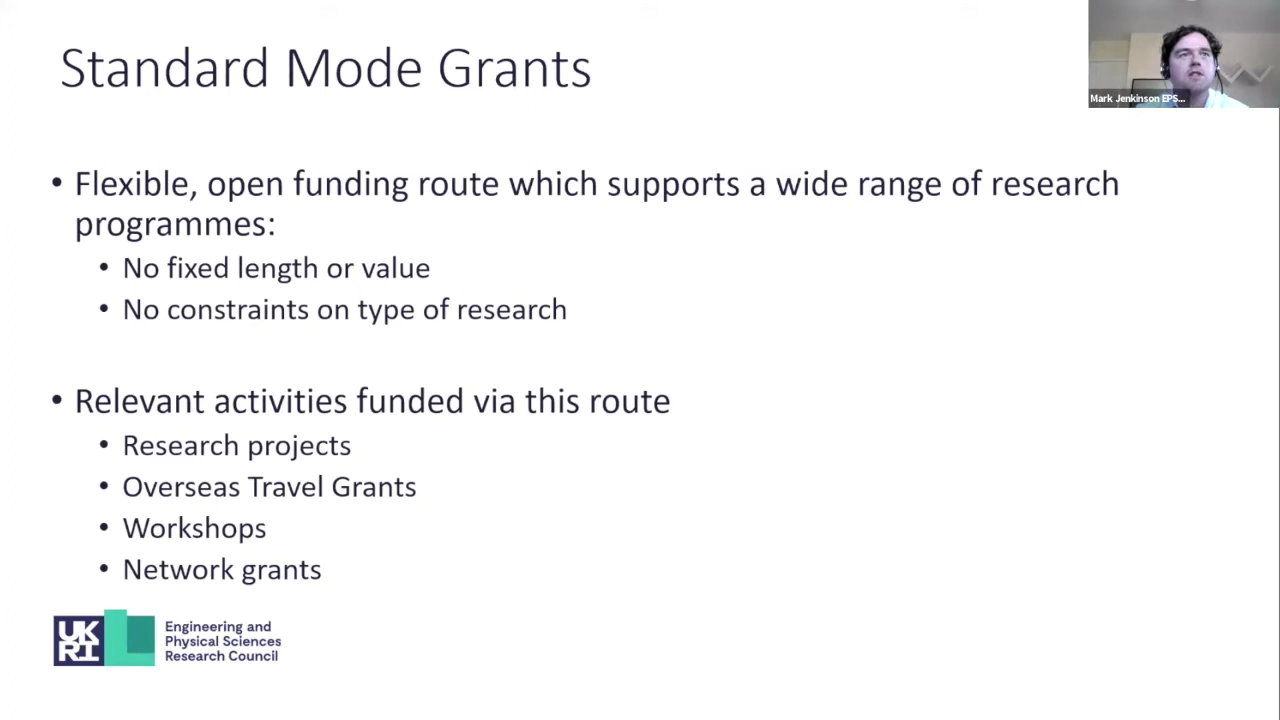 Standard Mode Grants
Mark Jenkinson EPS...
• Flexible, open funding route which supports a wide range of research
programmes:
• No fixed length or value
• No constraints on type of research
• Relevant activities funded via this route
• Research projects
• Overseas Travel Grants
• Workshops
• Network grants
UK
RI
Engineering and
Physical Sciences
Research Council